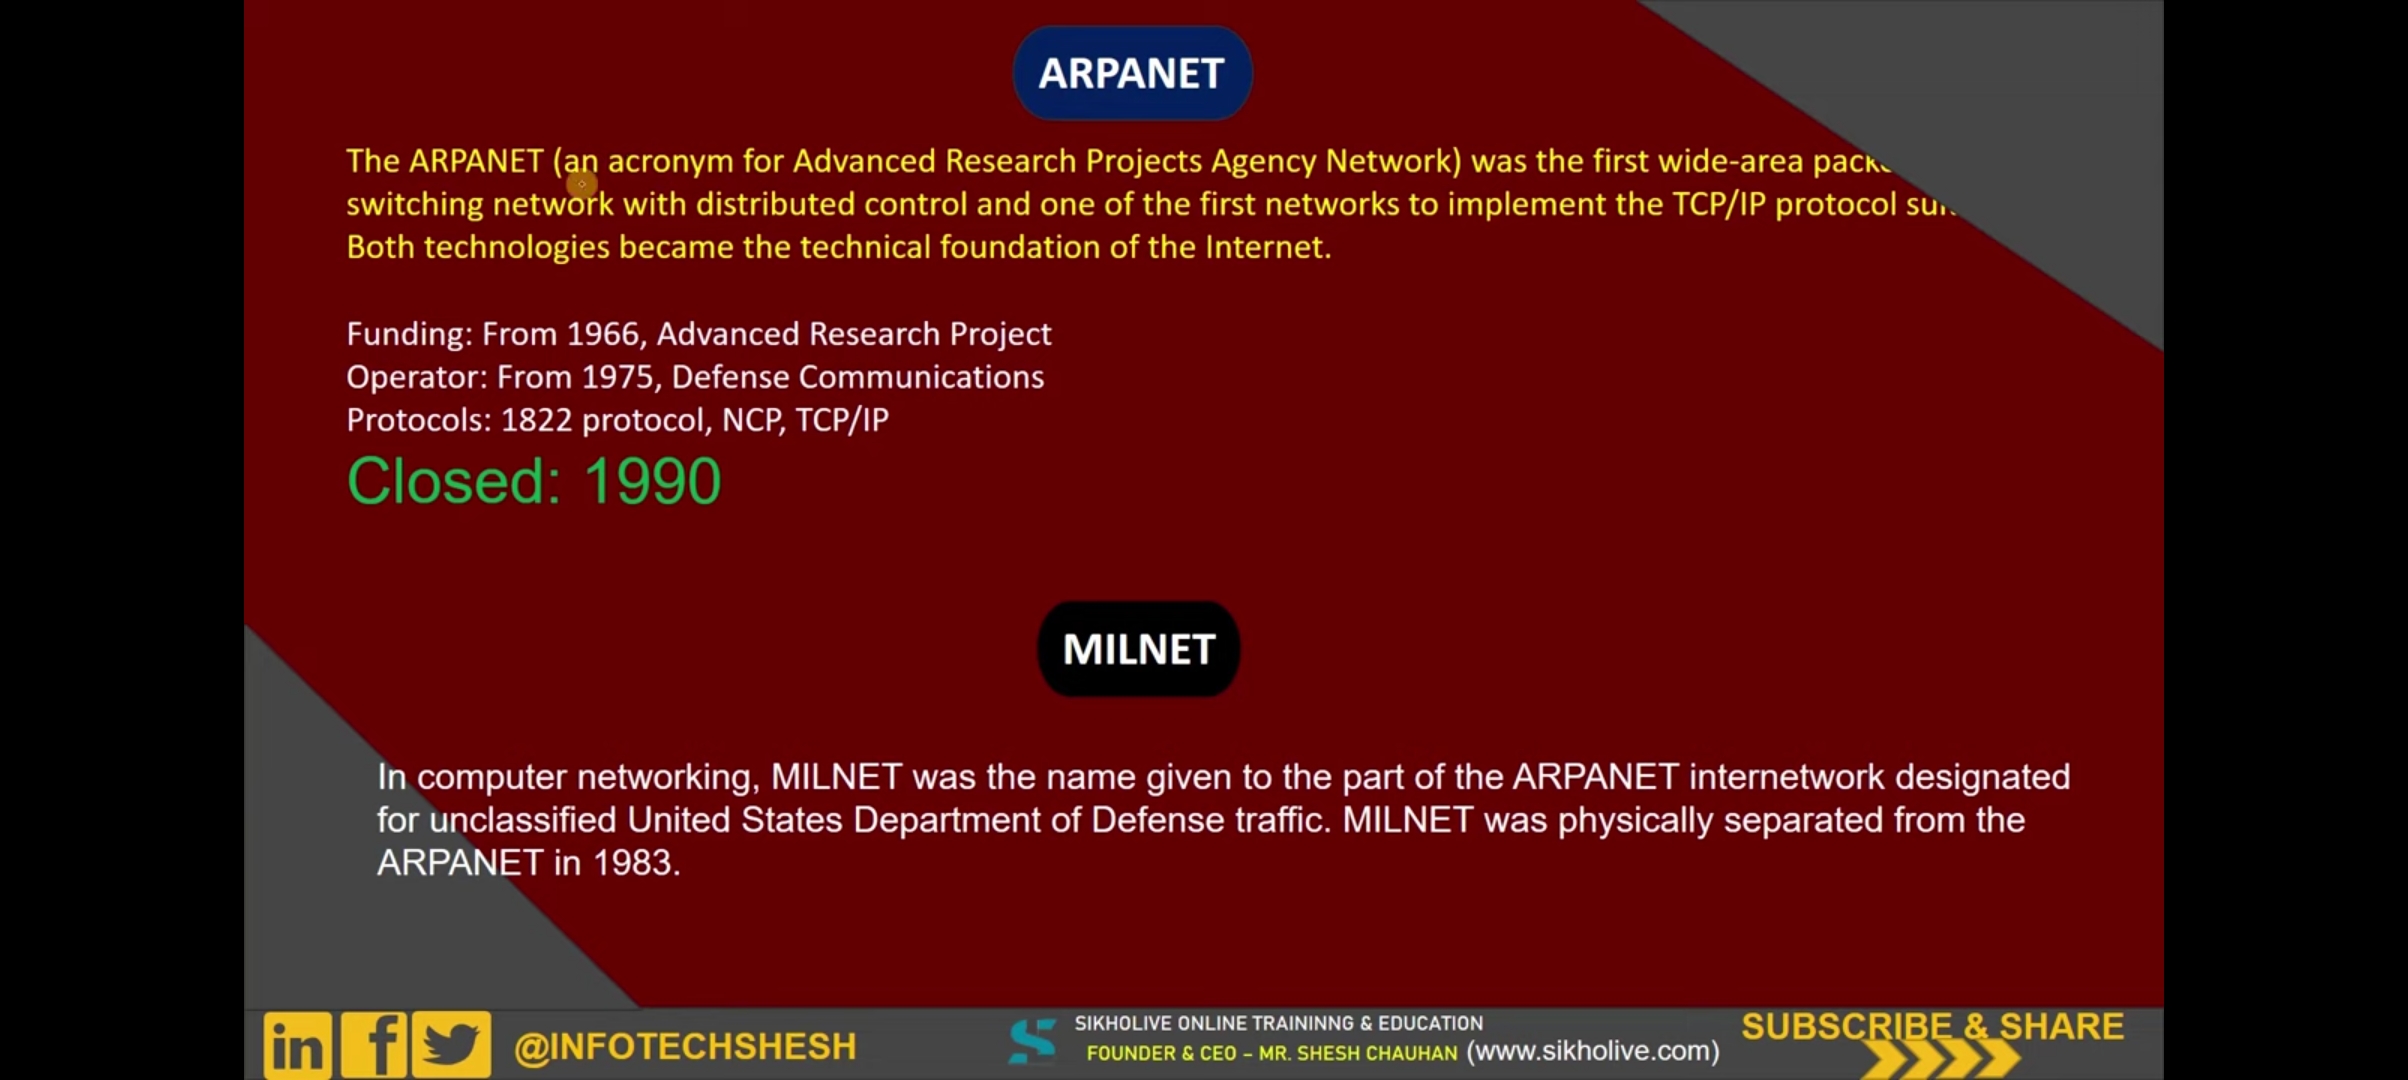 ARPANET
The ARPANET (an acronym for Advanced Research Projects Agency Network) was the first wide-area
switching network with distributed control and one of the first networks to implement the TCP/IP protocol
Both technologies became the technical foundation of the Internet.
Funding: From 1966, Advanced Research Project
Operator: From 1975, Defense Communications
Protocols: 1822 protocol, NCP, TCP/IP
Closed: 1990
MILNET
In computer networking, MILNET was the name given to the part of the ARPANET internetwork designated
for unclassified United States Department of Defense traffic. MILNET was physically separated from the
ARPANET in 1983.
in f @INFOTECHSHESH
SIKHOLIVE ONLINE TRAININNG & EDUCATION
FOUNDER & CEO – MR. SHESH CHAUHAN (www.sikholive.com)
SUBSCRIBE & SHARE